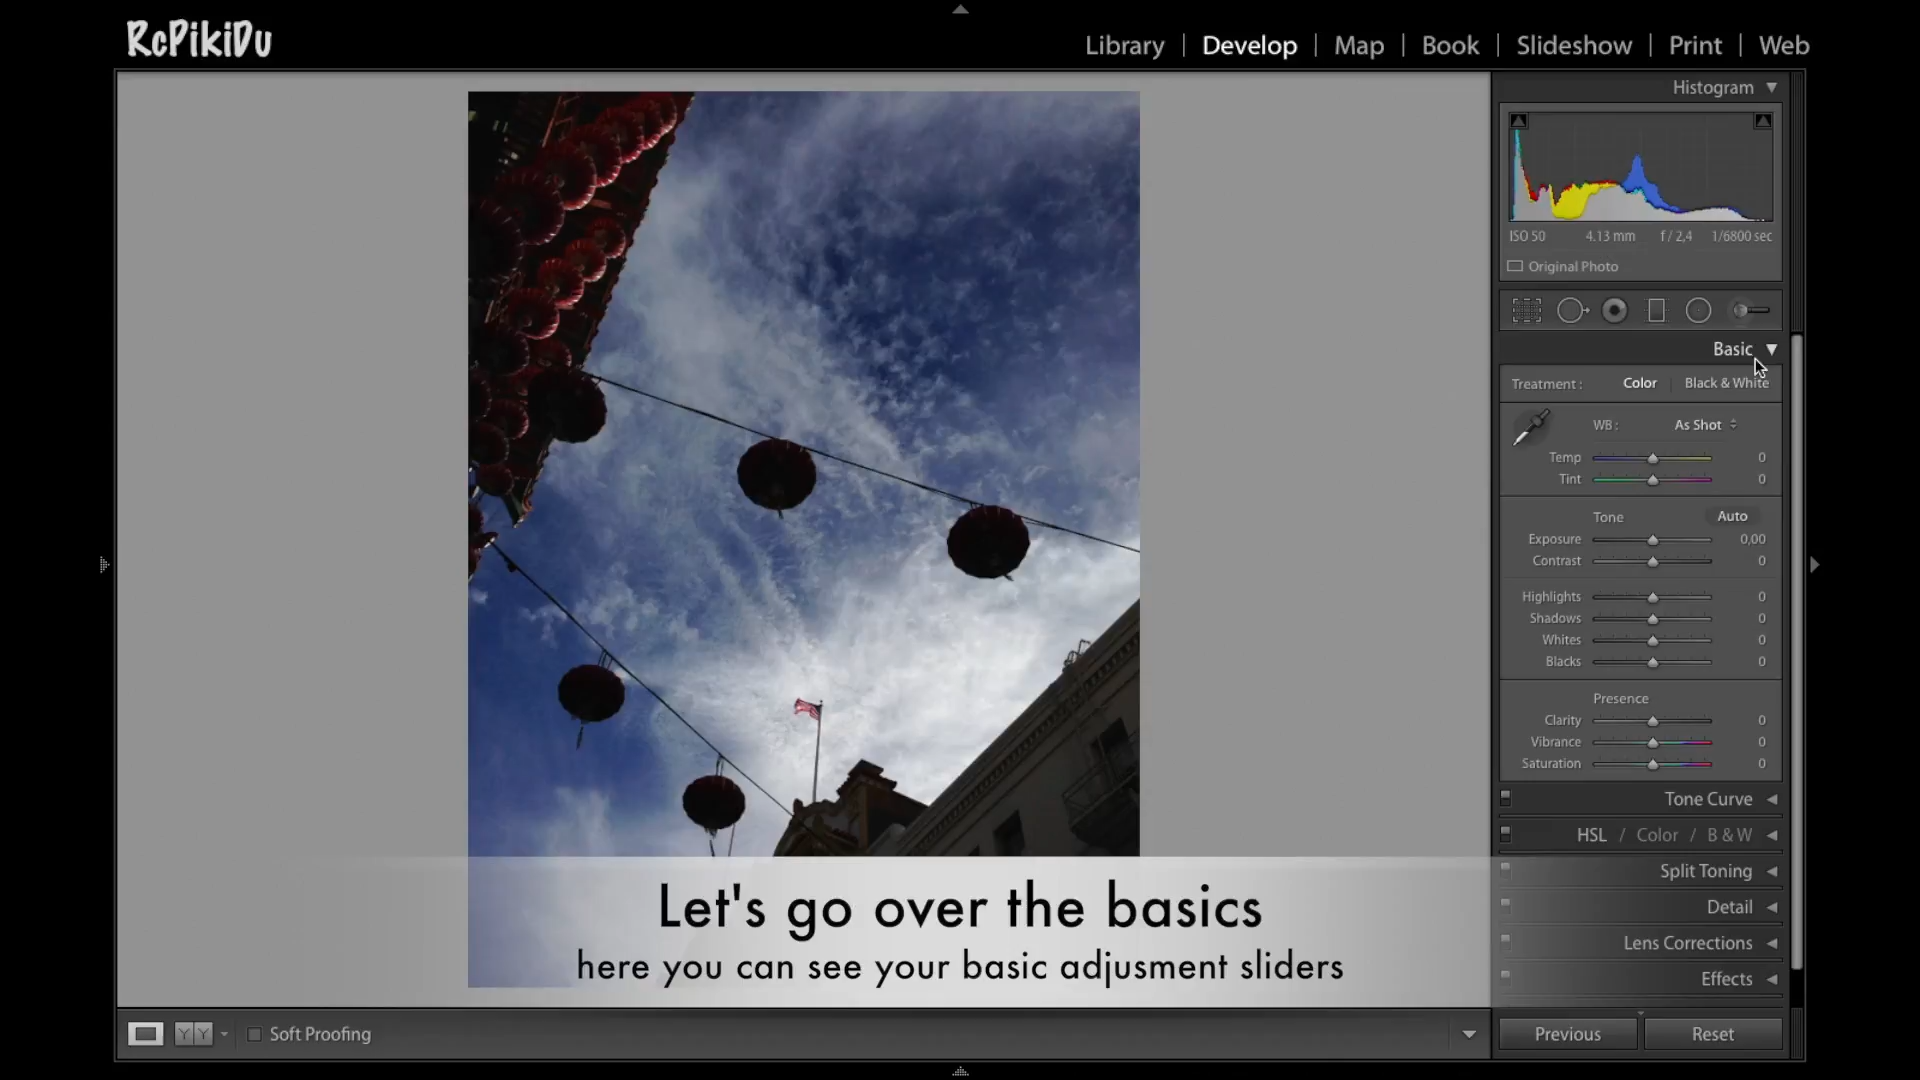 RcPikiDu
Library | Develop | Map | Book | Slideshow | Print | Web
Histogram
ISO 50 4.13 mm f / 2,4 1/6800 sec
Original Photo
Basic
Treatment : Color Black & White
WB : As Shot
Temp 0
Tint 0
Tone Auto
Exposure 0,00
Contrast 0
Highlights 0
Shadows 0
Whites 0
Blacks 0
Presence
Clarity 0
Vibrance 0
Saturation 0
Tone Curve
HSL / Color / B & W
Split Toning
Detail
Lens Corrections
Effects
Let's go over the basics
here you can see your basic adjusment sliders
Soft Proofing
Previous Reset